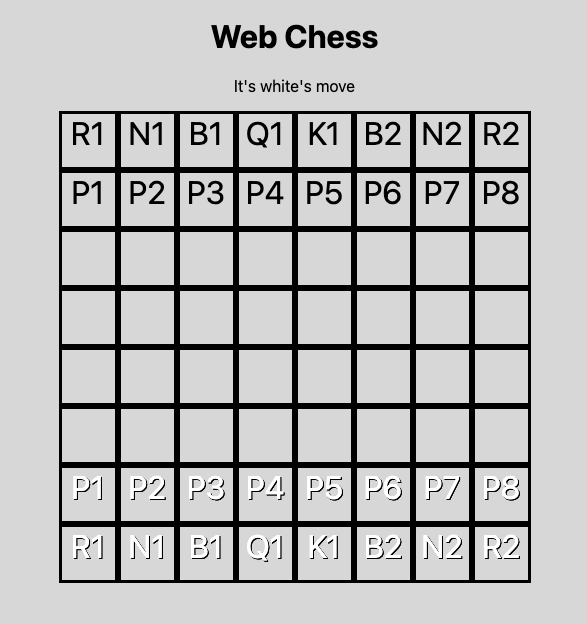 Web Chess
It's white's move
R1 N1 B1 Q1 K1 B2 N2 R2
P1 P2 P3 P4 P5 P6 P7 P8
P1 P2 P3 P4 P5 P6 P7 P8
R1 N1 B1 Q1 K1 B2 N2 R2